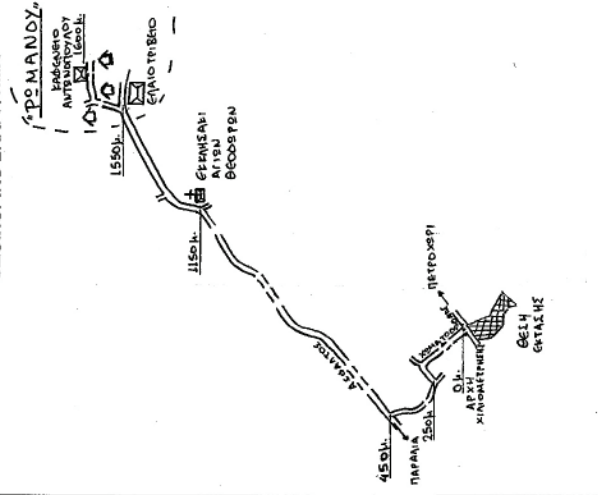 "ΡΩΜΑΝΟΥ"
ΚΑΦΕΝΕΙΟ
ΑΝΤΩΝΟΠΟΥΛΟΥ
1600μ.
ΕΛΑΙΟΤΡΙΒΕΙΟ
1550μ.
ΕΚΚΛΗΣΑΚΙ
ΑΓΙΩΝ
ΘΕΟΔΩΡΩΝ
1150μ.
ΑΣΦΑΛΤΟΣ
ΠΕΤΡΟΧΩΡΙ
ΧΩΜΑΤΟΔΡΟΜΟΣ
0μ.
ΑΡΧΗ
ΧΙΛΙΟΜΕΤΡΗΣΗΣ
ΘΕΣΗ
ΕΚΤΑΣΗΣ
250μ.
450μ.
ΠΑΡΑΛΙΑ